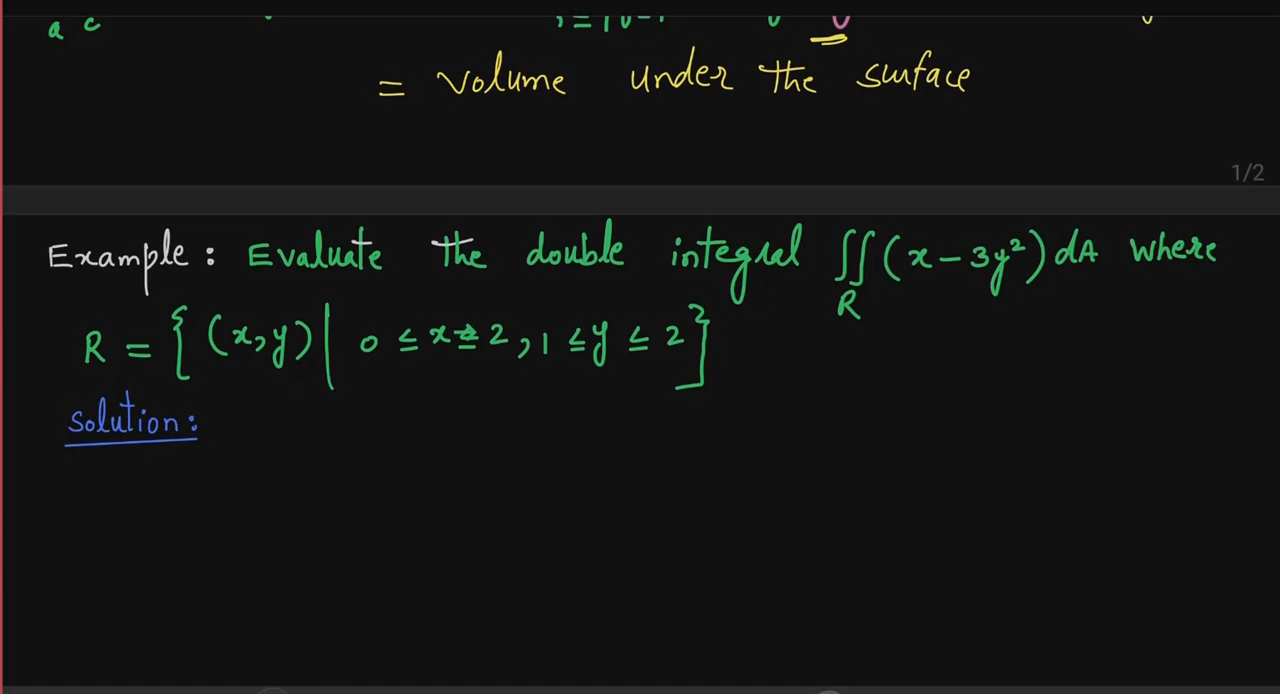 a c
= volume under the surface
1/2
Example: Evaluate the double integral ∬_R (x - 3y²) dA where
R = { (x,y) | 0 ≤ x ≤ 2, 1 ≤ y ≤ 2 }
Solution: